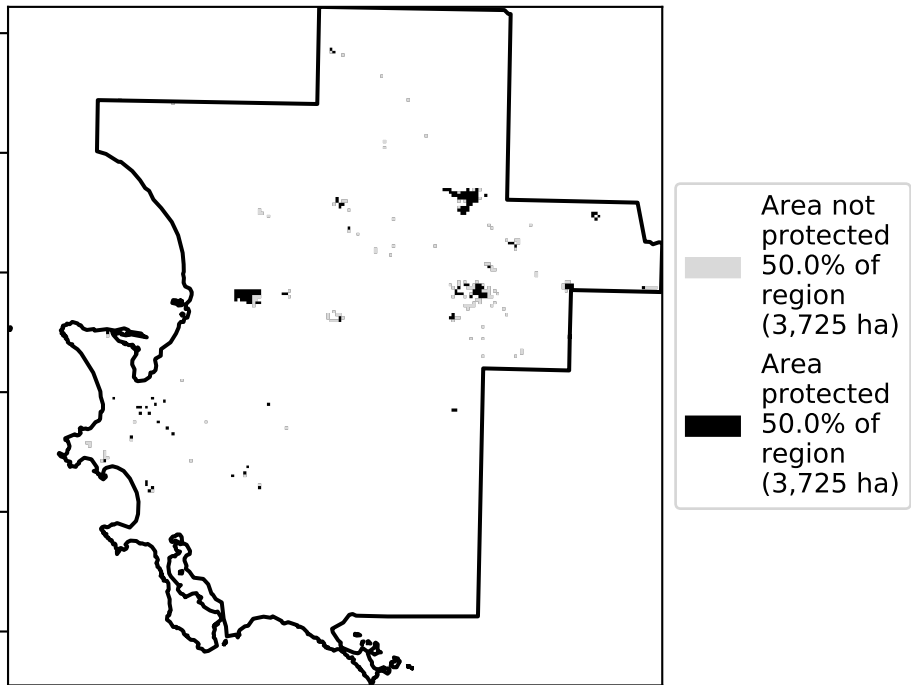 Area not
protected
50.0% of
region
(3,725 ha)
Area
protected
50.0% of
region
(3,725 ha)